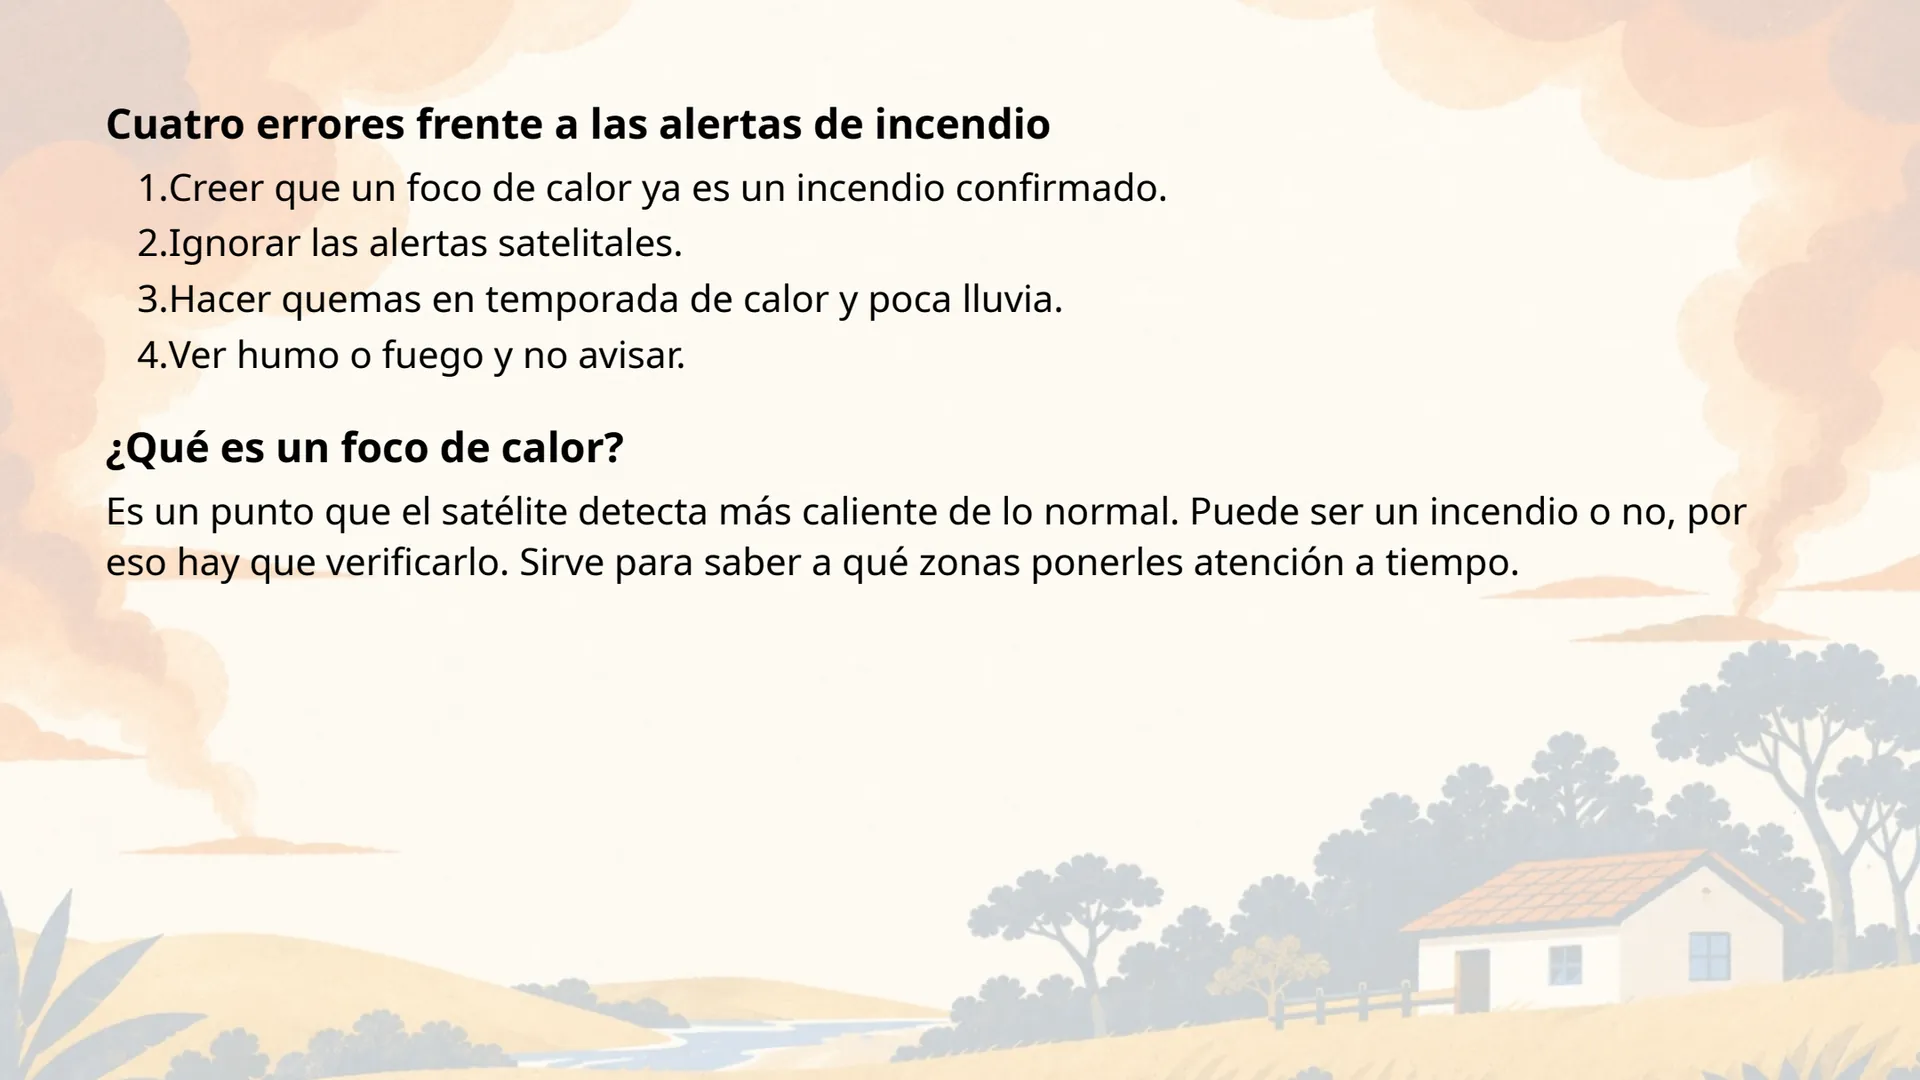 Cuatro errores frente a las alertas de incendio
1.Creer que un foco de calor ya es un incendio confirmado.
2.Ignorar las alertas satelitales.
3.Hacer quemas en temporada de calor y poca lluvia.
4.Ver humo o fuego y no avisar.
¿Qué es un foco de calor?
Es un punto que el satélite detecta más caliente de lo normal. Puede ser un incendio o no, por
eso hay que verificarlo. Sirve para saber a qué zonas ponerles atención a tiempo.